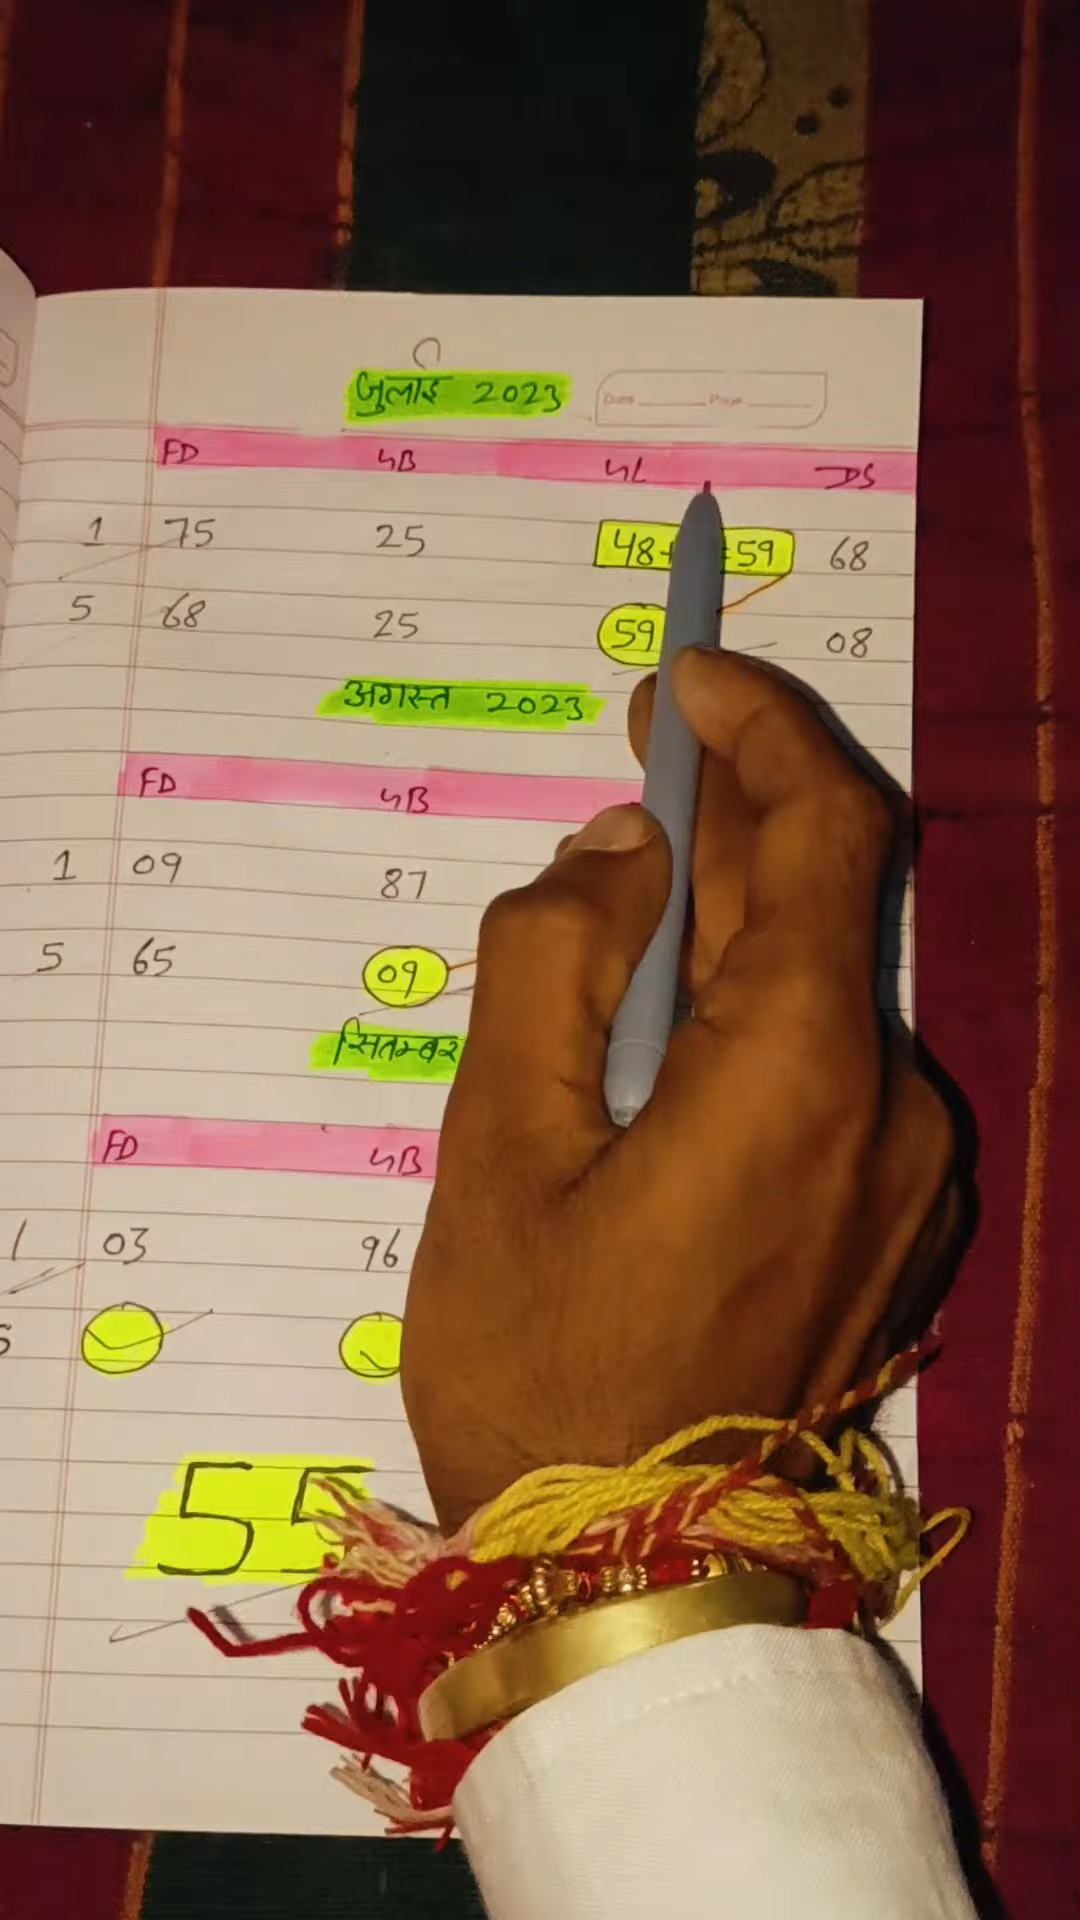 जुलाई 2023
Date Page
FD GB GL DS
1 75 25 48+ =59 68
5 68 25 59 08
अगस्त 2023
FD GB
1 09 87
5 65 09
सितम्बर
FD GB
1 03 96
5
55